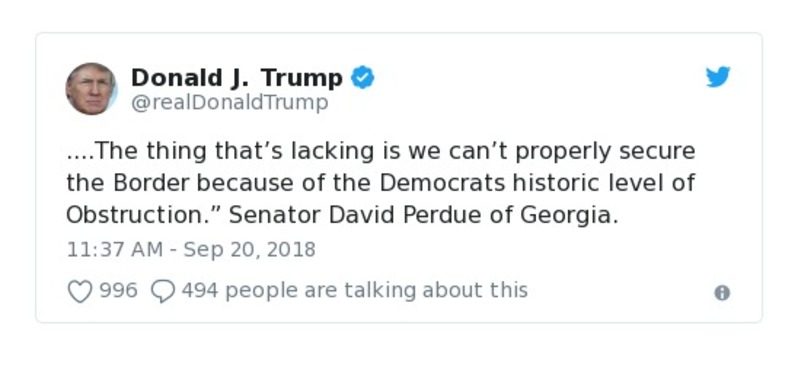 Donald J. Trump
@realDonaldTrump
....The thing that’s lacking is we can’t properly secure
the Border because of the Democrats historic level of
Obstruction.” Senator David Perdue of Georgia.
11:37 AM - Sep 20, 2018
996 494 people are talking about this